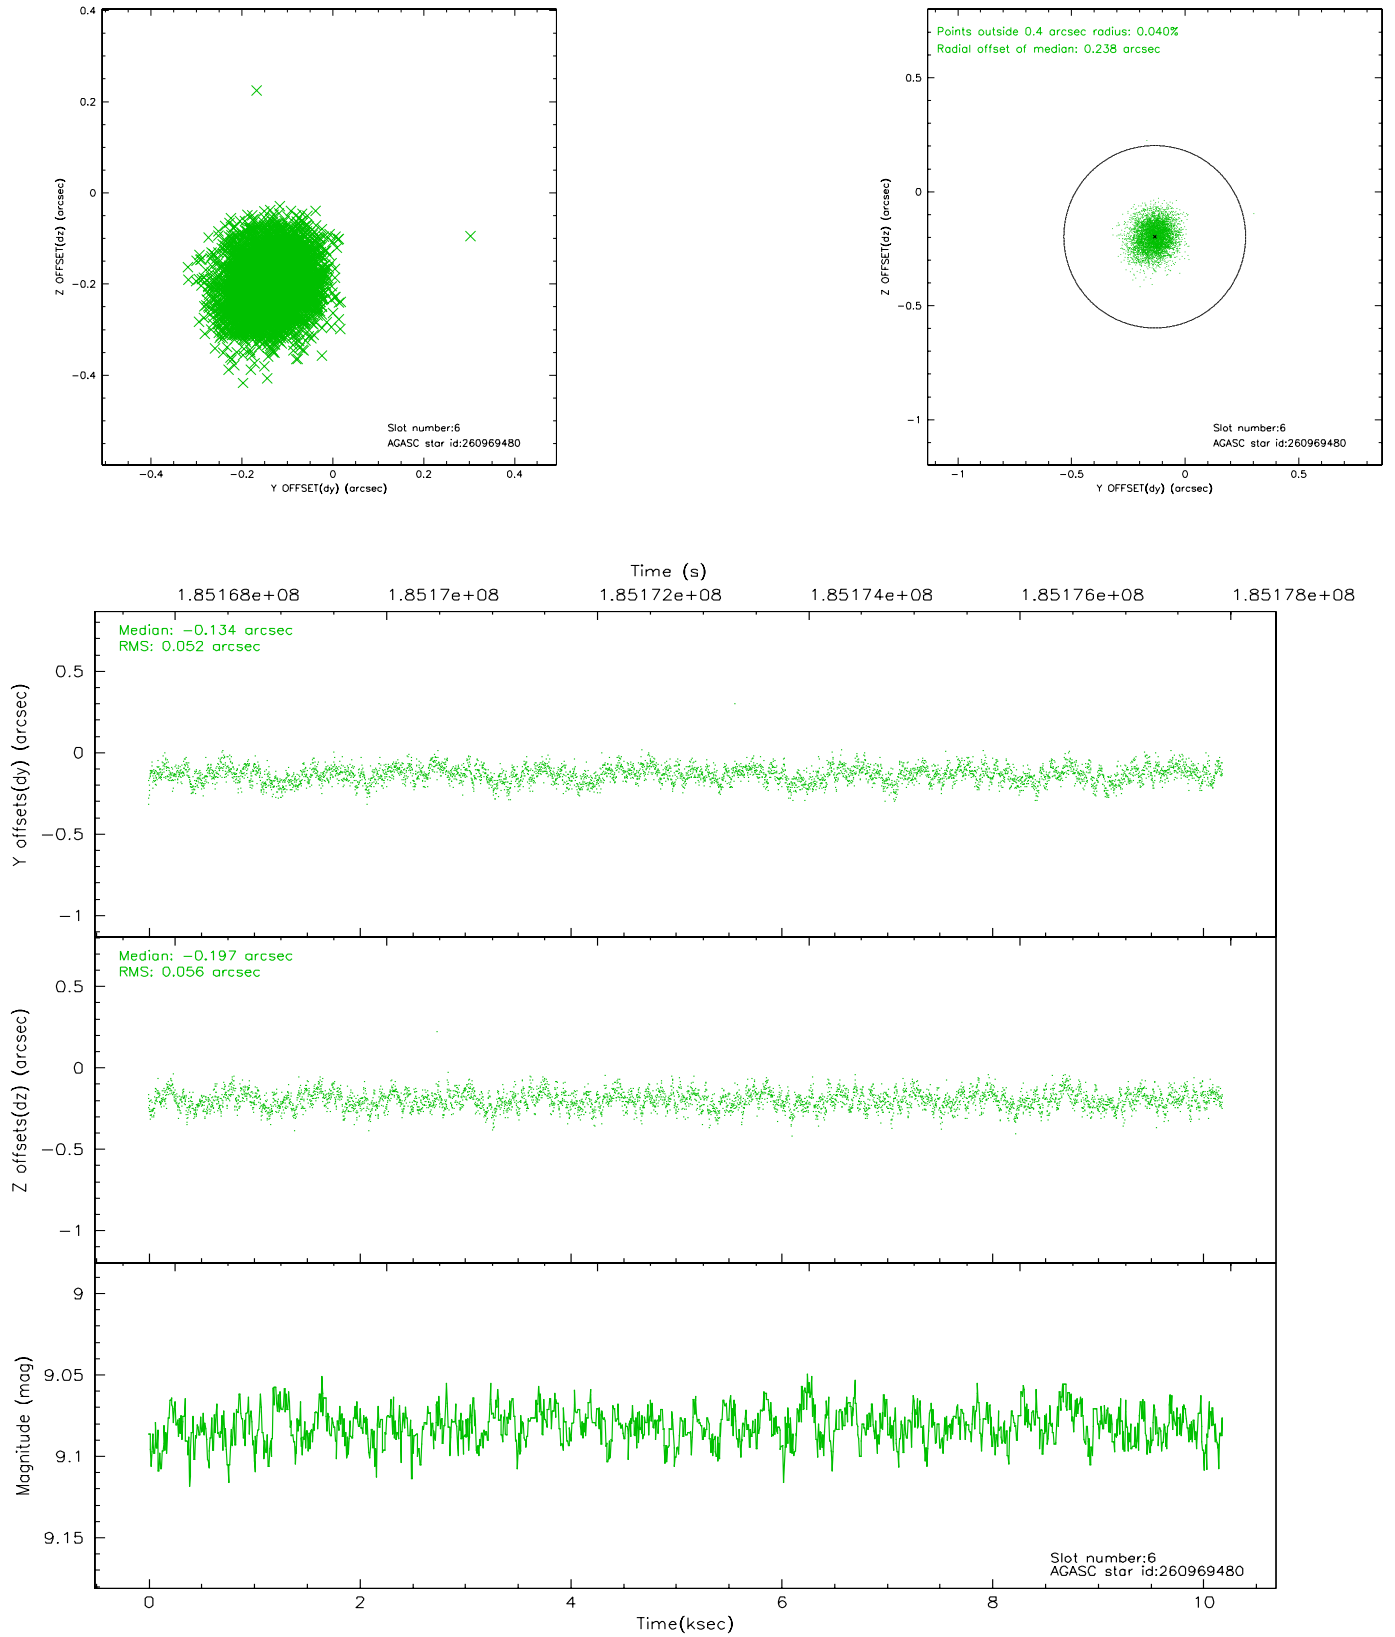 0.4
0.2
0
−0.2
−0.4
Z OFFSET(dz) (arcsec)
Slot number:6
AGASC star id:260969480
−0.4 −0.2 0 0.2 0.4
Y OFFSET(dy) (arcsec)
Points outside 0.4 arcsec radius: 0.040%
Radial offset of median: 0.238 arcsec
0.5
0
−0.5
−1
Z OFFSET(dz) (arcsec)
Slot number:6
AGASC star id:260969480
−1 −0.5 0 0.5
Y OFFSET(dy) (arcsec)
Time (s)
1.85168e+08 1.8517e+08 1.85172e+08 1.85174e+08 1.85176e+08 1.85178e+08
Median: −0.134 arcsec
RMS: 0.052 arcsec
0.5
0
−0.5
−1
Y offsets(dy) (arcsec)
Median: −0.197 arcsec
RMS: 0.056 arcsec
0.5
0
−0.5
−1
Z offsets(dz) (arcsec)
9
9.05
9.1
9.15
Magnitude (mag)
Slot number:6
AGASC star id:260969480
0 2 4 6 8 10
Time(ksec)